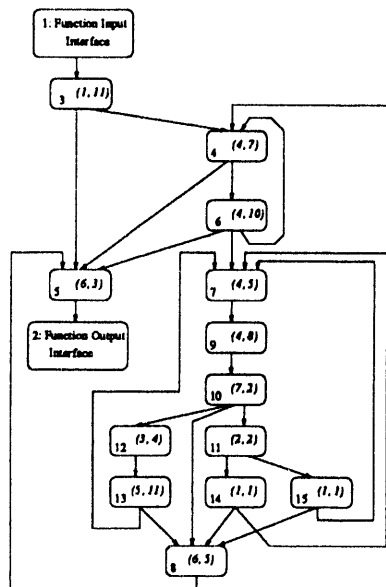 1: Function Input
Interface
3 (1, 11)
4 (4, 7)
6 (4, 10)
5 (6, 3)
7 (4, 5)
2: Function Output
Interface
9 (4, 8)
10 (7, 2)
12 (3, 4)
11 (2, 2)
13 (5, 11)
14 (1, 1)
15 (1, 1)
8 (6, 5)